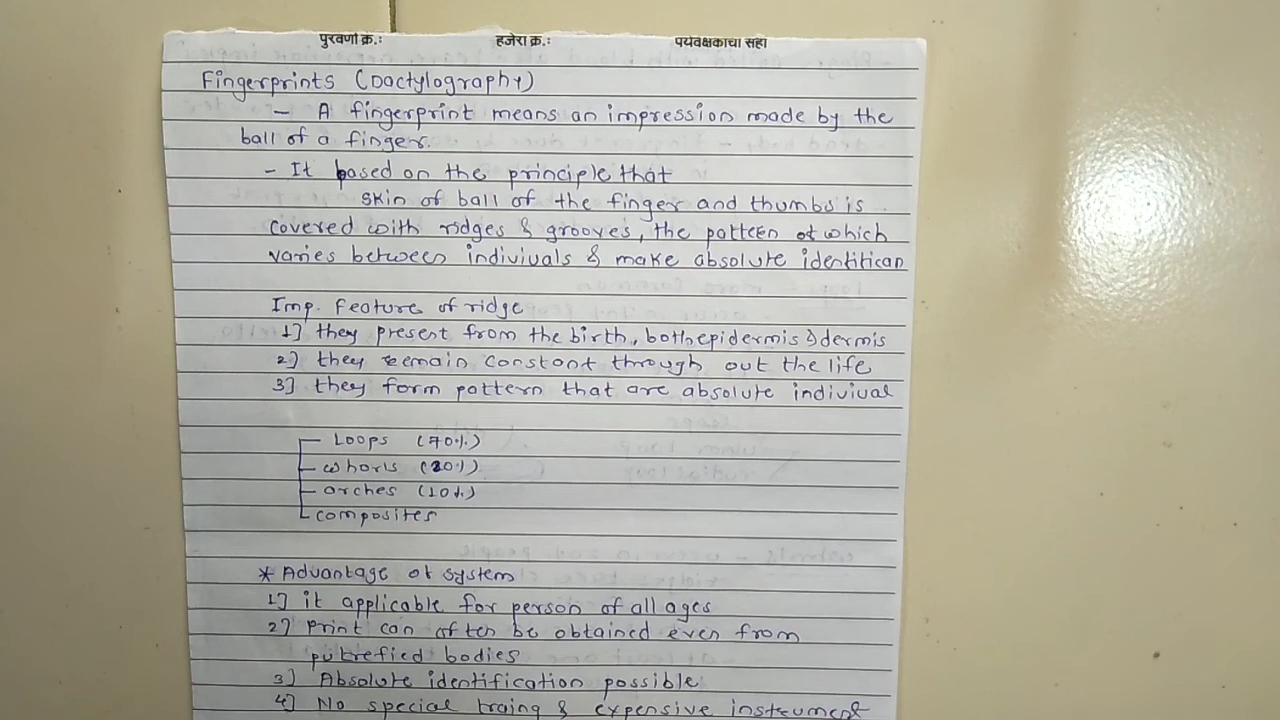 पुरवणी क्र.: हजेरी क्र.: पर्यवेक्षकाचा सही
Fingerprints (Dactylography)
- A fingerprint means an impression made by the
ball of a finger.
- It based on the principle that
skin of ball of the finger and thumbs is
covered with ridges & grooves, the pattern of which
varies between indiviuals & make absolute identitican
Imp. Feature of ridge
1] they present from the birth, both epidermis & dermis
2] they remain constant through out the life
3] they form pattern that are absolute indiviual
Loops (70%)
whorls (20%)
arches (10%)
composites
* Advantage of system
1] it applicable for person of all ages
2] Print can often be obtained even from
putrefied bodies
3] Absolute identification possible
4] No special traing & expensive instrument